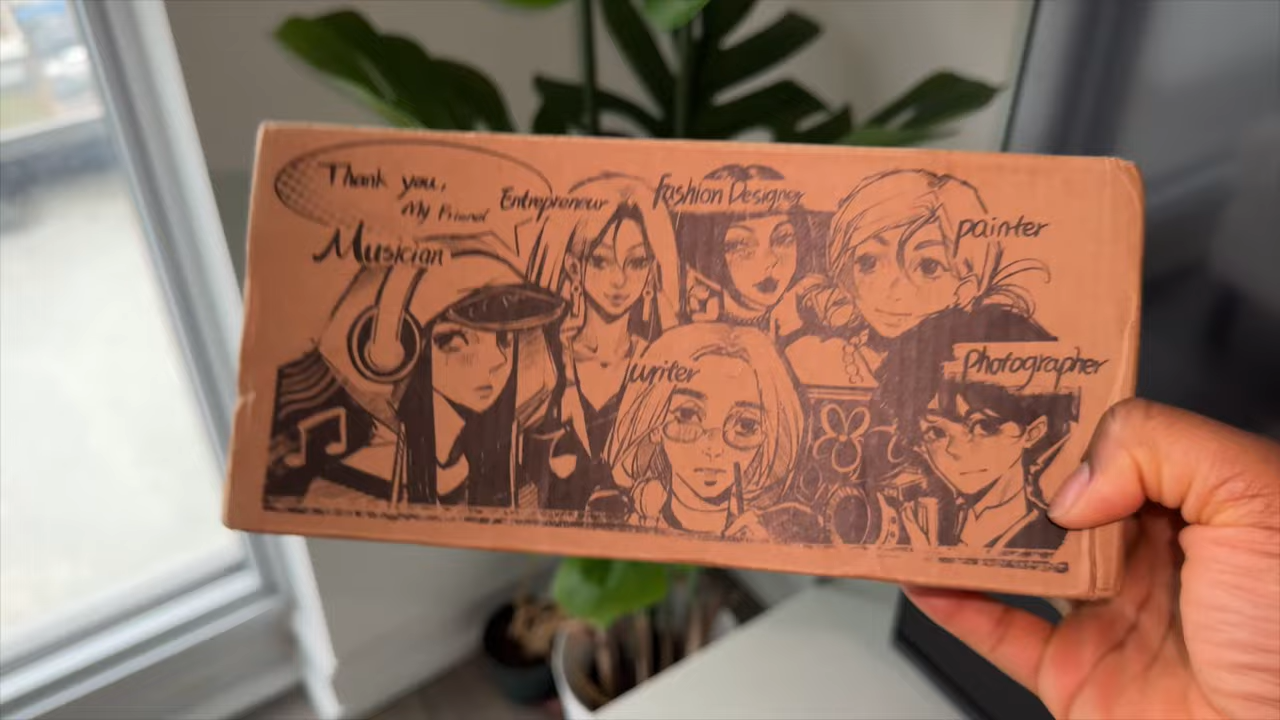 Thank you,
My Friend
Musician
Entrepreneur
Fashion Designer
painter
writer
Photographer